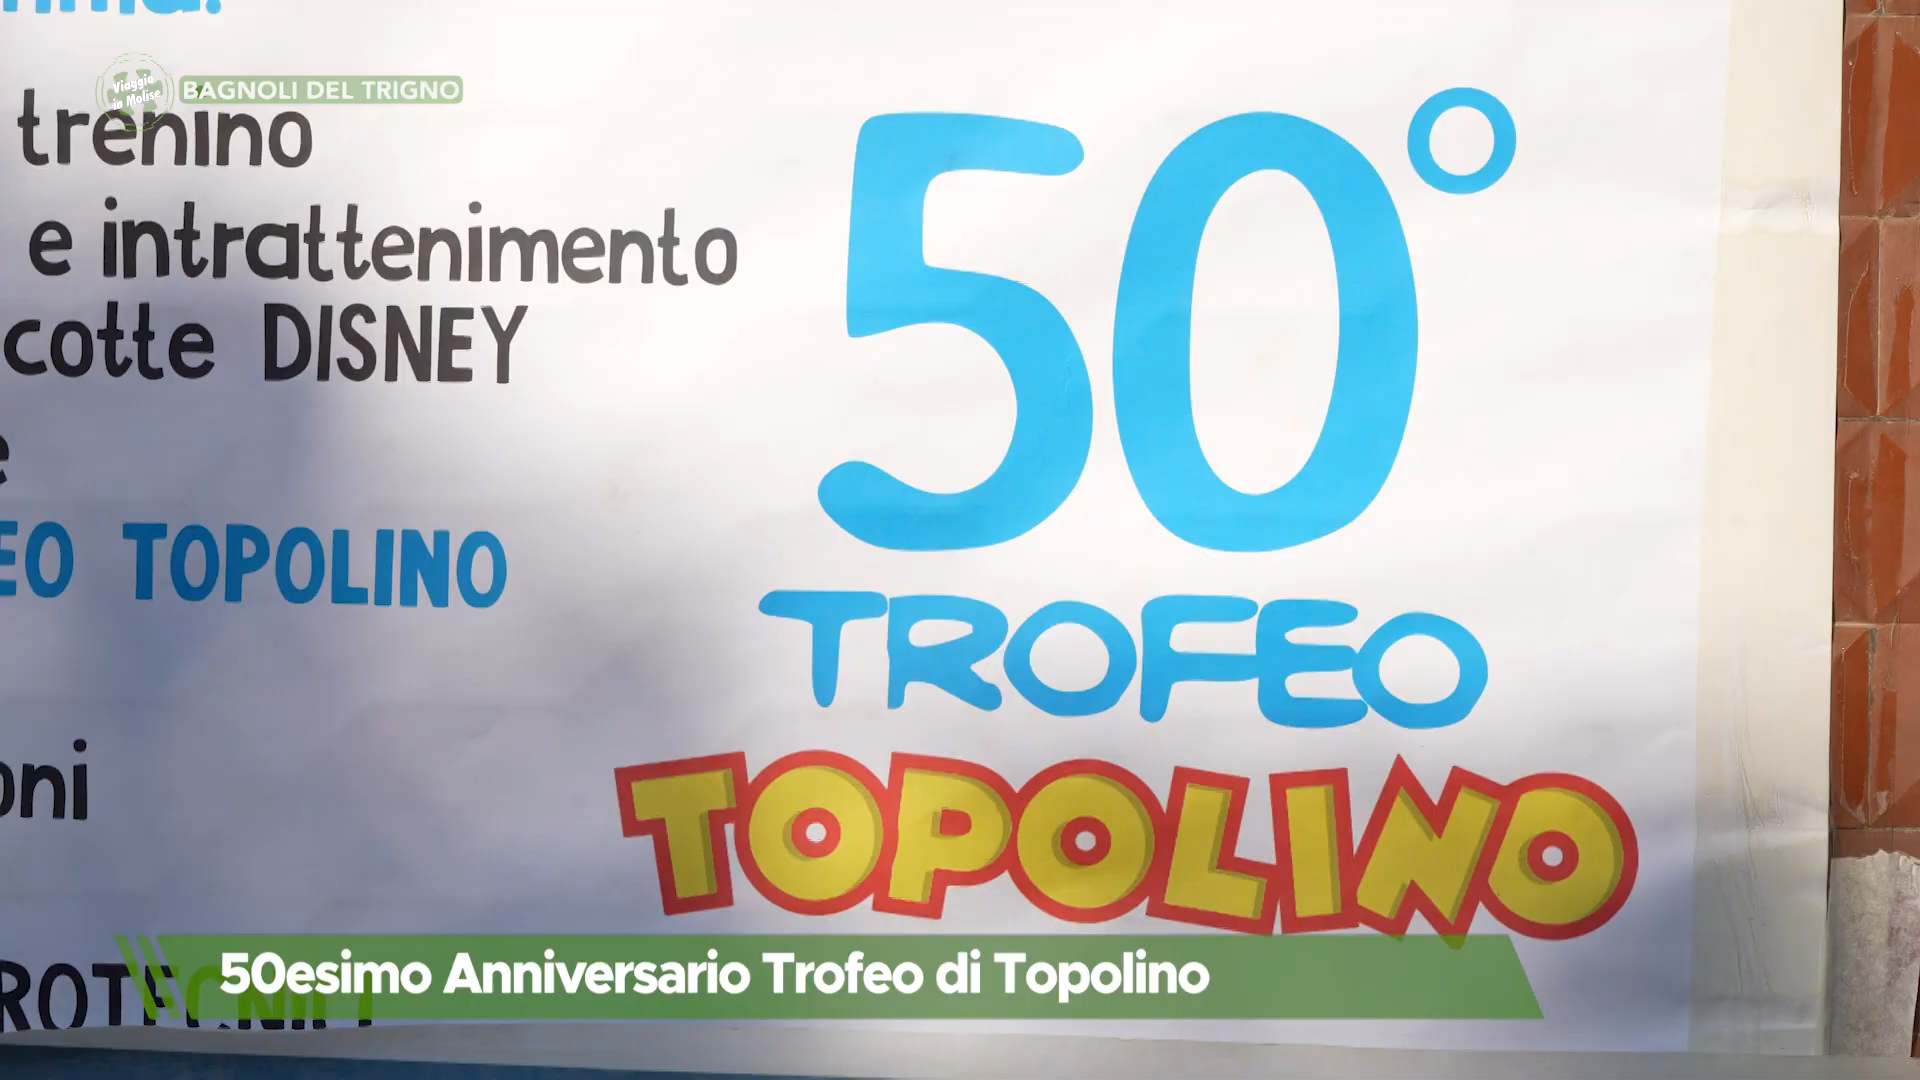 Viaggio
in Molise
BAGNOLI DEL TRIGNO
trenino
e intrattenimento
cotte DISNEY
EO TOPOLINO
oni
50°
TROFEO
TOPOLINO
ROTECNICI
50esimo Anniversario Trofeo di Topolino